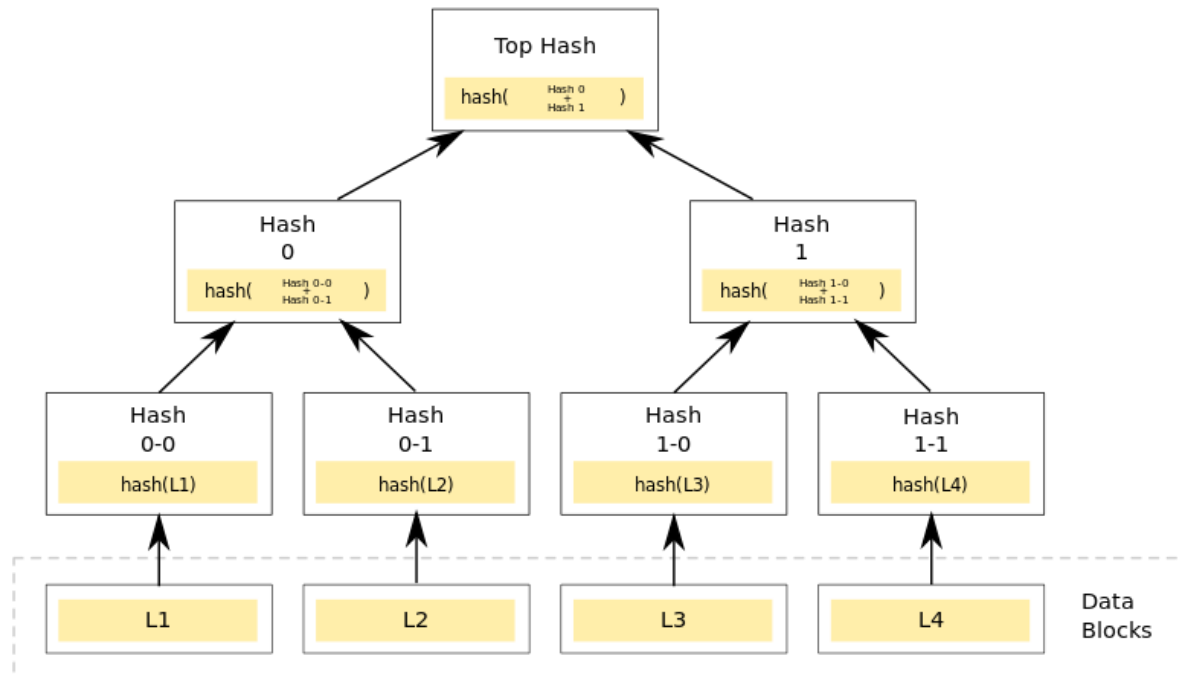 Top Hash
hash( Hash 0 + Hash 1 )
Hash
0
hash( Hash 0-0 + Hash 0-1 )
Hash
1
hash( Hash 1-0 + Hash 1-1 )
Hash
0-0
hash(L1)
Hash
0-1
hash(L2)
Hash
1-0
hash(L3)
Hash
1-1
hash(L4)
L1
L2
L3
L4
Data
Blocks